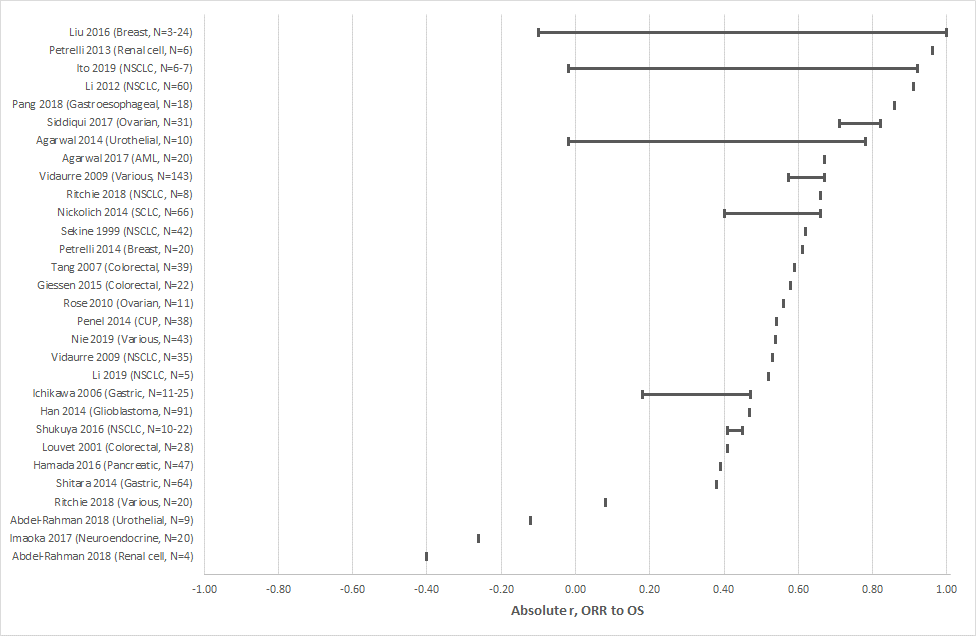 Liu 2016 (Breast, N=3-24)
Petrelli 2013 (Renal cell, N=6)
Ito 2019 (NSCLC, N=6-7)
Li 2012 (NSCLC, N=60)
Pang 2018 (Gastroesophageal, N=18)
Siddiqui 2017 (Ovarian, N=31)
Agarwal 2014 (Urothelial, N=10)
Agarwal 2017 (AML, N=20)
Vidaurre 2009 (Various, N=143)
Ritchie 2018 (NSCLC, N=8)
Nickolich 2014 (SCLC, N=66)
Sekine 1999 (NSCLC, N=42)
Petrelli 2014 (Breast, N=20)
Tang 2007 (Colorectal, N=39)
Giessen 2015 (Colorectal, N=22)
Rose 2010 (Ovarian, N=11)
Penel 2014 (CUP, N=38)
Nie 2019 (Various, N=43)
Vidaurre 2009 (NSCLC, N=35)
Li 2019 (NSCLC, N=5)
Ichikawa 2006 (Gastric, N=11-25)
Han 2014 (Glioblastoma, N=91)
Shukuya 2016 (NSCLC, N=10-22)
Louvet 2001 (Colorectal, N=28)
Hamada 2016 (Pancreatic, N=47)
Shitara 2014 (Gastric, N=64)
Ritchie 2018 (Various, N=20)
Abdel-Rahman 2018 (Urothelial, N=9)
Imaoka 2017 (Neuroendocrine, N=20)
Abdel-Rahman 2018 (Renal cell, N=4)
-1.00 -0.80 -0.60 -0.40 -0.20 0.00 0.20 0.40 0.60 0.80 1.00
Absolute r, ORR to OS